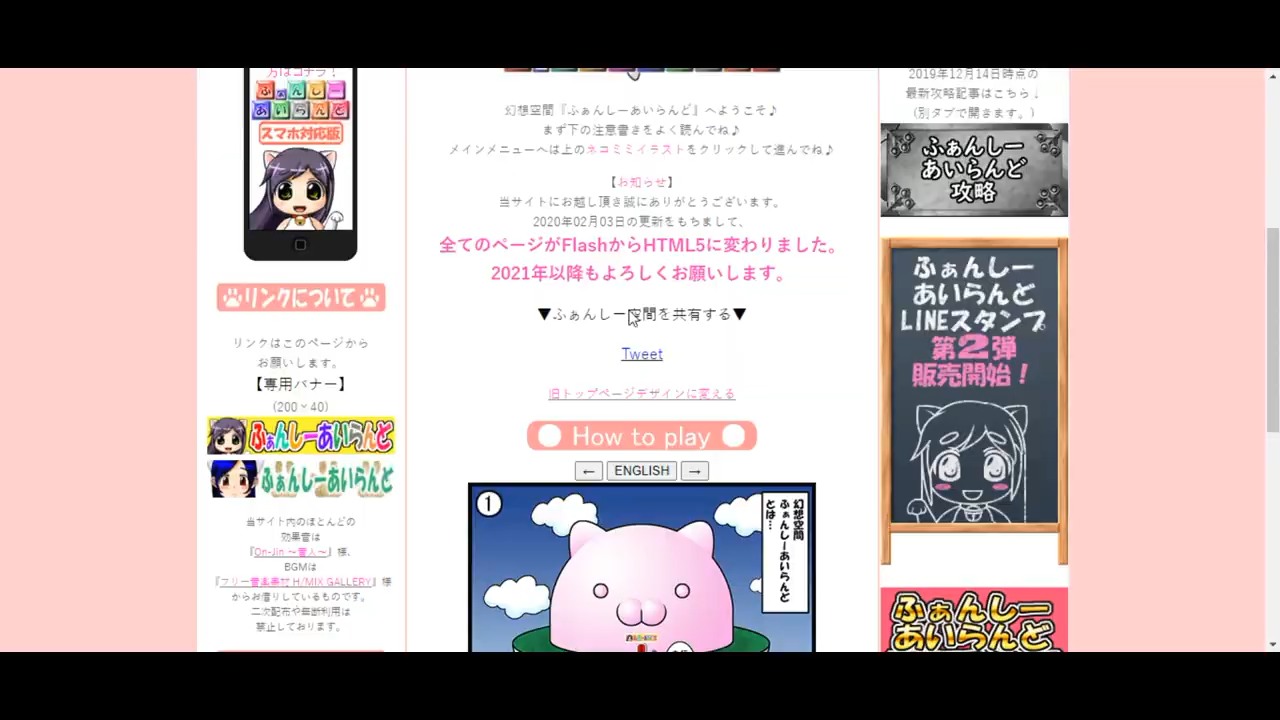 方はコチラ！
ふぁんしー
あいらんど
スマホ対応版
リンクについて
リンクはこのページから
お願いします。
【専用バナー】
(200×40)
ふぁんしーあいらんど
ふぁんしーあいらんど
当サイト内のほとんどの
効果音は
『On-Jin ～音人～』様、
BGMは
『フリー音楽素材 H/MIX GALLERY』様
からお借りしているものです。
二次配布や無断利用は
禁止しております。
幻想空間『ふぁんしーあいらんど』へようこそ♪
まず下の注意書きをよく読んでね♪
メインメニューへは上のネコミミイラストをクリックして進んでね♪
【お知らせ】
当サイトにお越し頂き誠にありがとうございます。
2020年02月03日の更新をもちまして、
全てのページがFlashからHTML5に変わりました。
2021年以降もよろしくお願いします。
▼ふぁんしー空間を共有する▼
Tweet
旧トップページデザインに変える
How to play
← ENGLISH →
1
幻想空間
ふぁんしーあいらんど
とは…
2019年12月14日時点の
最新攻略記事はこちら↓
(別タブで開きます。)
ふぁんしー
あいらんど
攻略
ふぁんしー
あいらんど
LINEスタンプ
第2弾
販売開始！
ふぁんしー
あいらんど